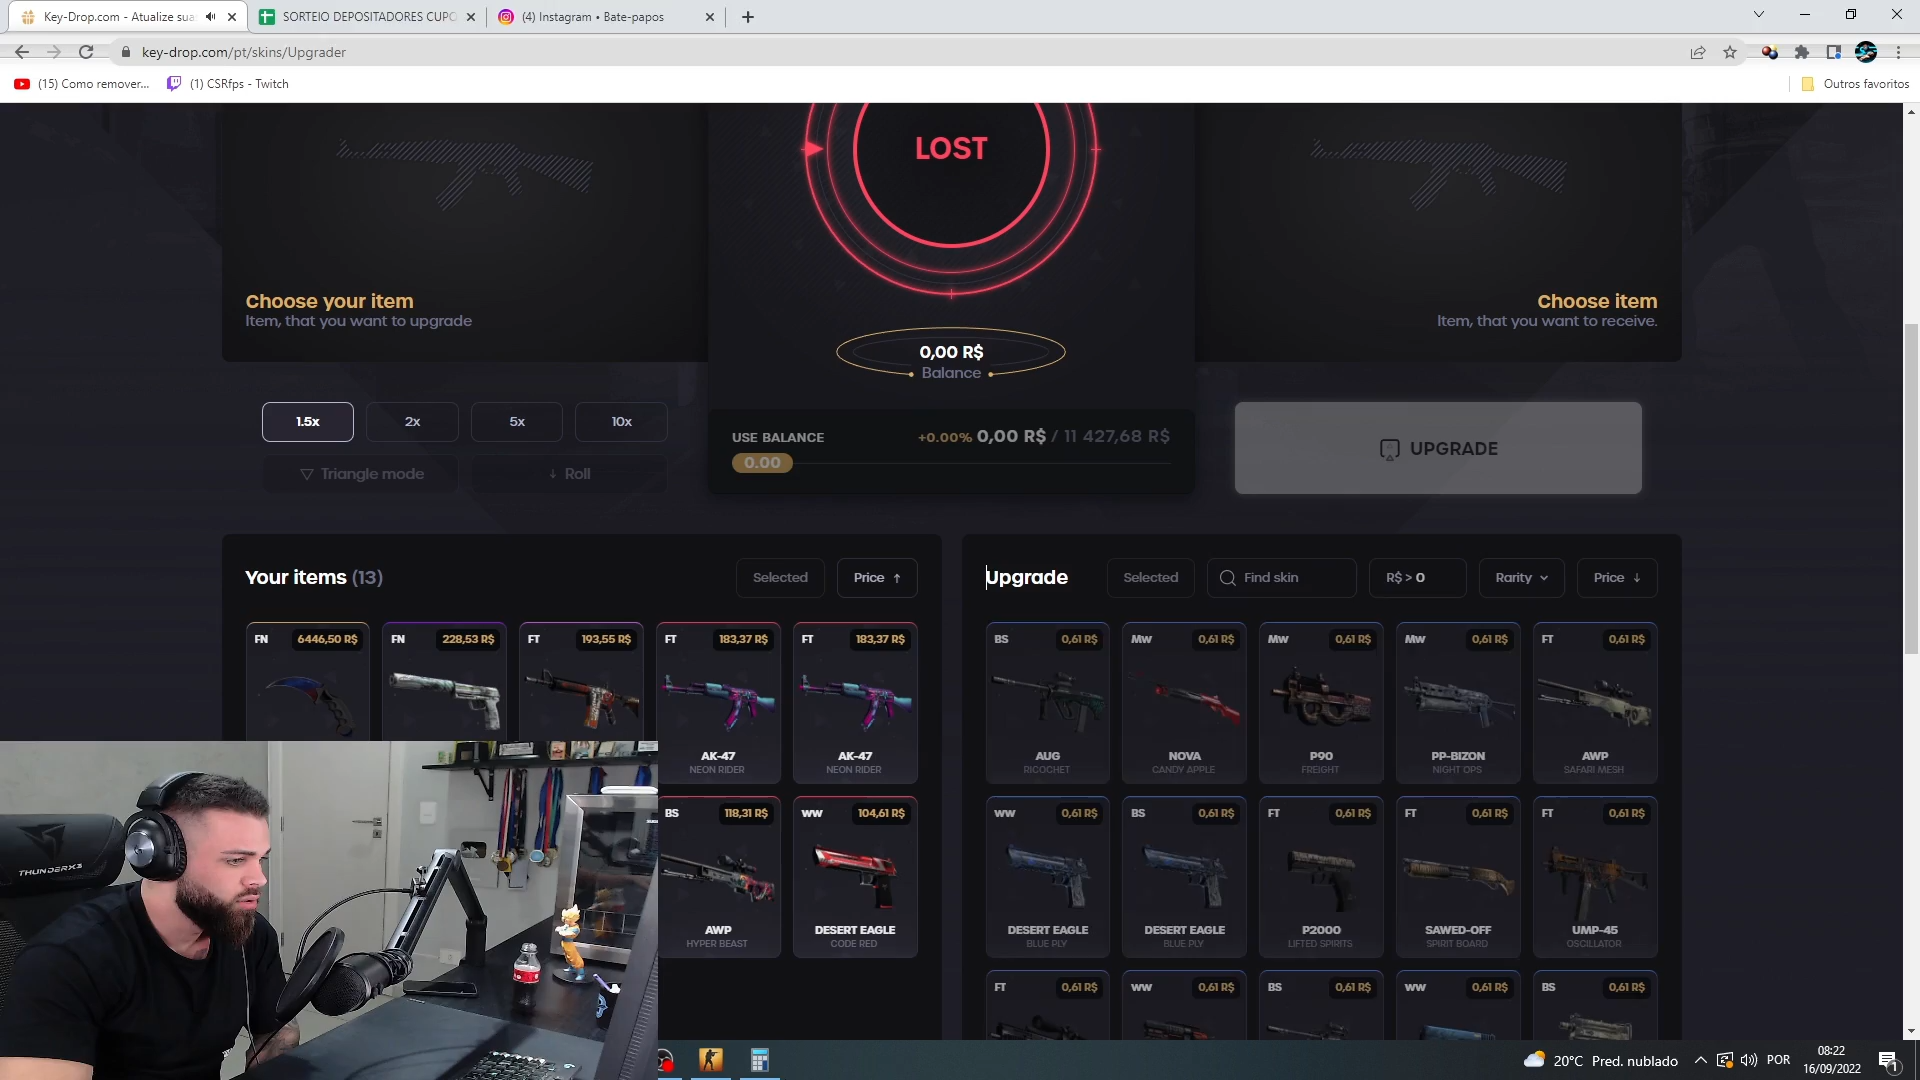 Key-Drop.com - Atualize sua
SORTEIO DEPOSITADORES CUPO
(4) Instagram • Bate-papos
key-drop.com/pt/skins/Upgrader
(15) Como remover...
(1) CSRfps - Twitch
Outros favoritos
LOST
Choose your item
Item, that you want to upgrade
Choose item
Item, that you want to receive.
0,00 R$
Balance
1.5x
2x
5x
10x
USE BALANCE
+0.00% 0,00 R$ / 11 427,68 R$
0.00
Triangle mode
Roll
UPGRADE
Your items (13)
Selected
Price
Upgrade
Selected
Find skin
R$ > 0
Rarity
Price
FN 6446,50 R$
FN 228,53 R$
FT 193,55 R$
FT 183,37 R$
FT 183,37 R$
BS 0,61 R$
MW 0,61 R$
MW 0,61 R$
MW 0,61 R$
FT 0,61 R$
AK-47
NEON RIDER
AK-47
NEON RIDER
AUG
RICOCHET
NOVA
CANDY APPLE
P90
FREIGHT
PP-BIZON
NIGHT OPS
AWP
SAFARI MESH
BS 118,31 R$
WW 104,61 R$
WW 0,61 R$
BS 0,61 R$
FT 0,61 R$
FT 0,61 R$
FT 0,61 R$
THUNDERX3
AWP
HYPER BEAST
DESERT EAGLE
CODE RED
DESERT EAGLE
BLUE PLY
DESERT EAGLE
BLUE PLY
P2000
LIFTED SPIRITS
SAWED-OFF
SPIRIT BOARD
UMP-45
OSCILLATOR
FT 0,61 R$
WW 0,61 R$
BS 0,61 R$
WW 0,61 R$
BS 0,61 R$
20°C Pred. nublado
POR
08:22
16/09/2022
1